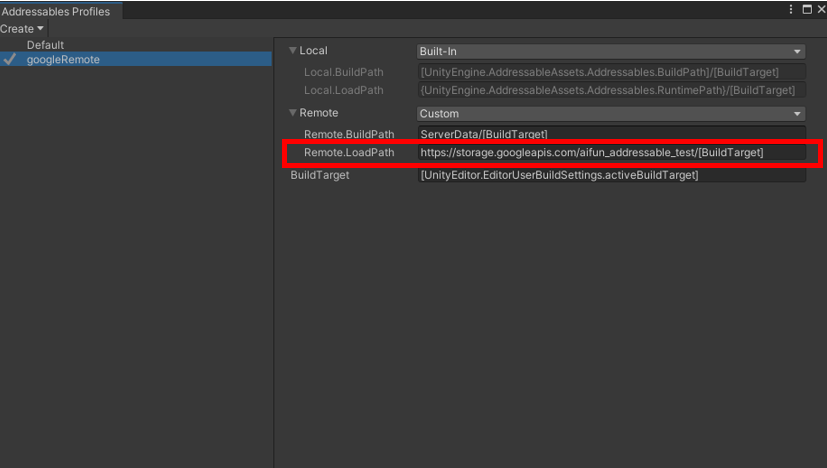 Addressables Profiles
Create
Default
googleRemote
Local Built-In
Local.BuildPath [UnityEngine.AddressableAssets.Addressables.BuildPath]/[BuildTarget]
Local.LoadPath {UnityEngine.AddressableAssets.Addressables.RuntimePath}/[BuildTarget]
Remote Custom
Remote.BuildPath ServerData/[BuildTarget]
Remote.LoadPath https://storage.googleapis.com/aifun_addressable_test/[BuildTarget]
BuildTarget [UnityEditor.EditorUserBuildSettings.activeBuildTarget]